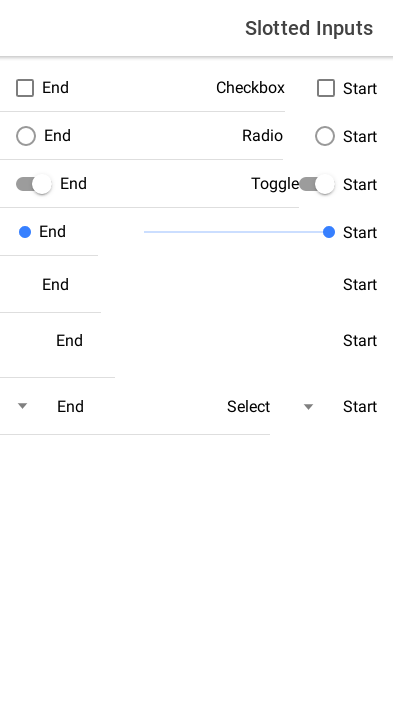 Slotted Inputs
End Checkbox Start
End Radio Start
End Toggle Start
End Start
End Start
End Start
End Select Start